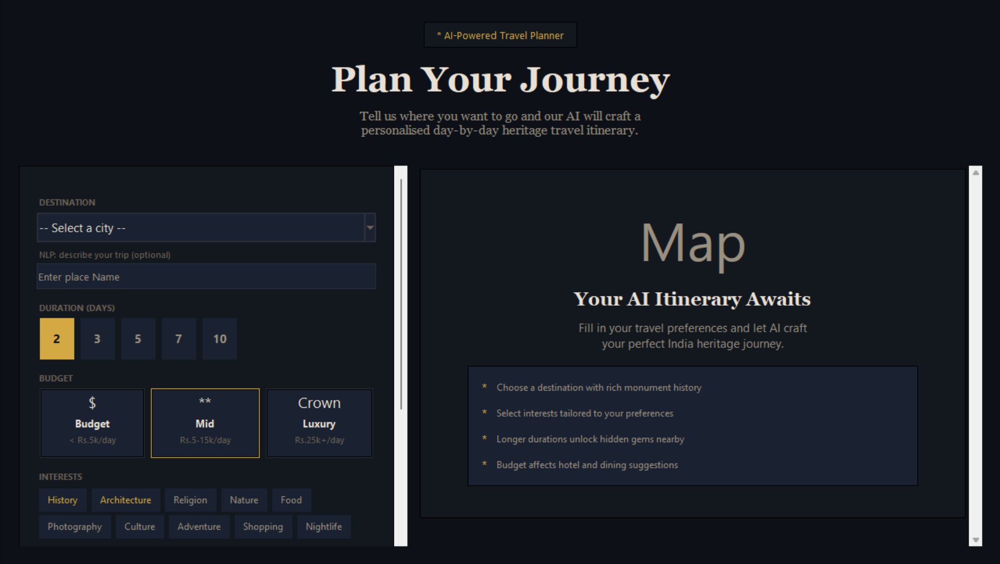 * AI-Powered Travel Planner
Plan Your Journey
Tell us where you want to go and our AI will craft a
personalised day-by-day heritage travel itinerary.
DESTINATION
-- Select a city --
NLP: describe your trip (optional)
Enter place Name
DURATION (DAYS)
2 3 5 7 10
BUDGET
$ ** Crown
Budget Mid Luxury
< Rs.5k/day Rs.5-15k/day Rs.25k+/day
INTERESTS
History Architecture Religion Nature Food
Photography Culture Adventure Shopping Nightlife
Map
Your AI Itinerary Awaits
Fill in your travel preferences and let AI craft
your perfect India heritage journey.
* Choose a destination with rich monument history
* Select interests tailored to your preferences
* Longer durations unlock hidden gems nearby
* Budget affects hotel and dining suggestions